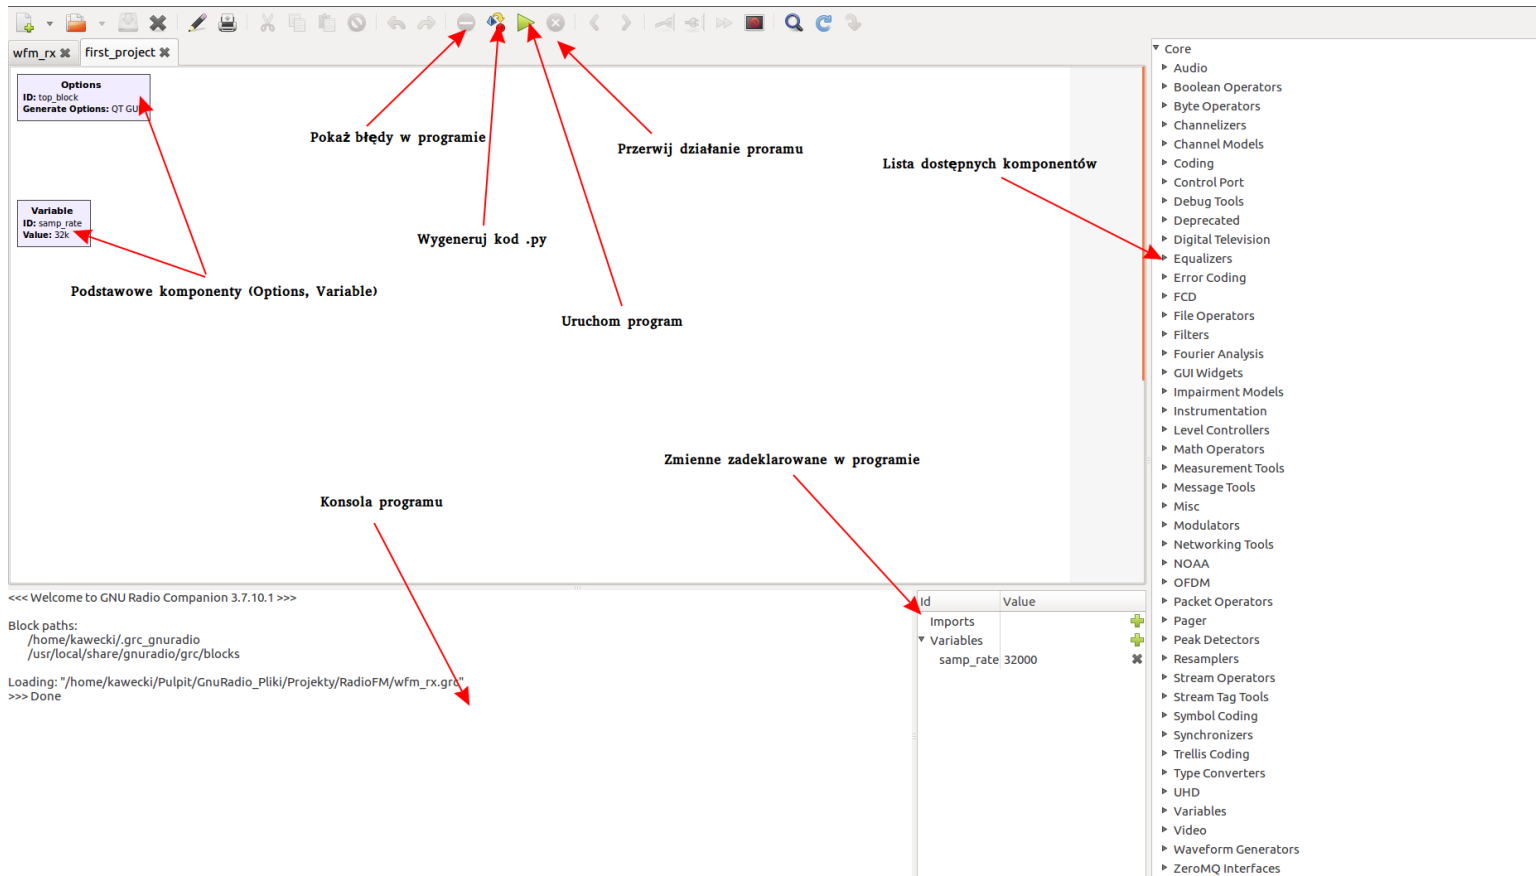 wfm_rx
first_project
Options
ID: top_block
Generate Options: QT GU
Variable
ID: samp_rate
Value: 32k
Pokaż błędy w programie
Przerwij działanie proramu
Lista dostępnych komponentów
Wygeneruj kod .py
Podstawowe komponenty (Options, Variable)
Uruchom program
Zmienne zadeklarowane w programie
Konsola programu
<<< Welcome to GNU Radio Companion 3.7.10.1 >>>
Block paths:
/home/kawecki/.grc_gnuradio
/usr/local/share/gnuradio/grc/blocks
Loading: "/home/kawecki/Pulpit/GnuRadio_Pliki/Projekty/RadioFM/wfm_rx.grc"
>>> Done
Id Value
Imports
Variables
samp_rate 32000
Core
Audio
Boolean Operators
Byte Operators
Channelizers
Channel Models
Coding
Control Port
Debug Tools
Deprecated
Digital Television
Equalizers
Error Coding
FCD
File Operators
Filters
Fourier Analysis
GUI Widgets
Impairment Models
Instrumentation
Level Controllers
Math Operators
Measurement Tools
Message Tools
Misc
Modulators
Networking Tools
NOAA
OFDM
Packet Operators
Pager
Peak Detectors
Resamplers
Stream Operators
Stream Tag Tools
Symbol Coding
Synchronizers
Trellis Coding
Type Converters
UHD
Variables
Video
Waveform Generators
ZeroMQ Interfaces